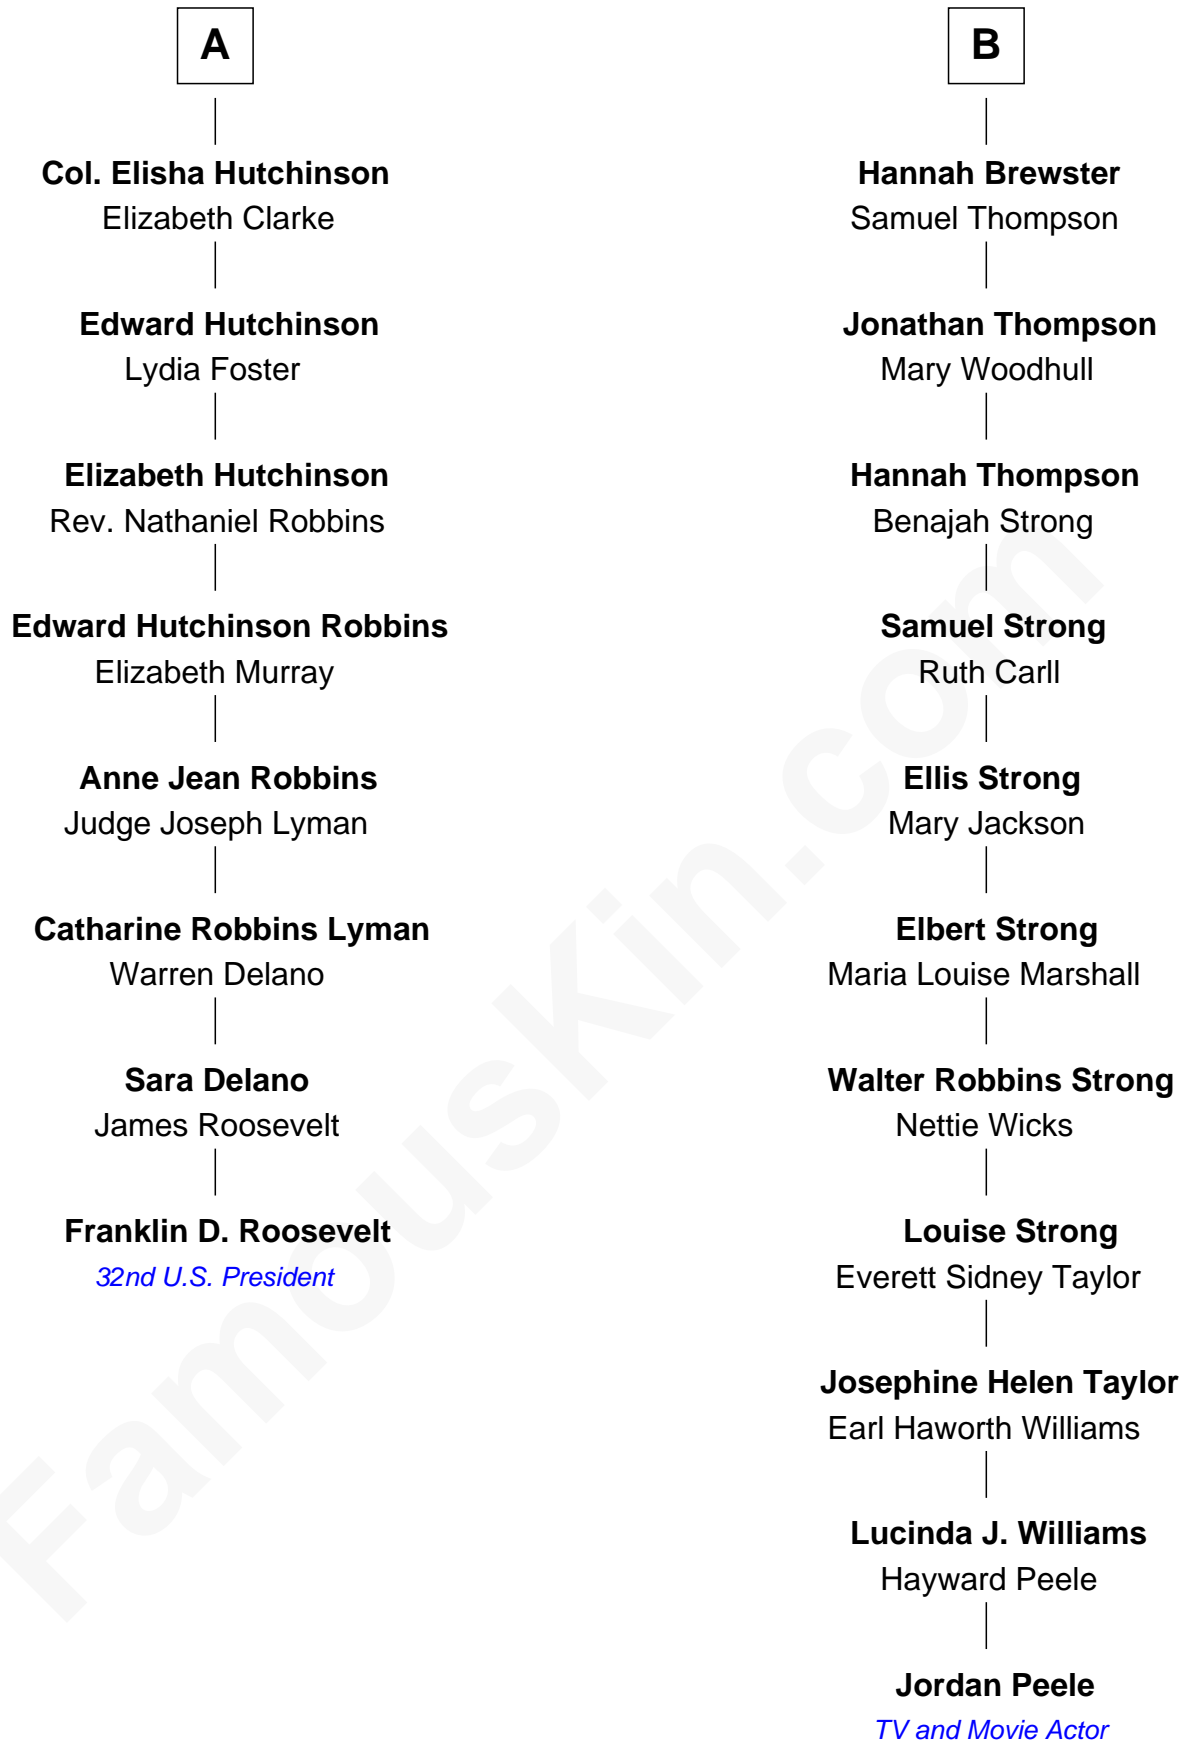 A
Col. Elisha Hutchinson
Elizabeth Clarke
Edward Hutchinson
Lydia Foster
Elizabeth Hutchinson
Rev. Nathaniel Robbins
Edward Hutchinson Robbins
Elizabeth Murray
Anne Jean Robbins
Judge Joseph Lyman
Catharine Robbins Lyman
Warren Delano
Sara Delano
James Roosevelt
Franklin D. Roosevelt
32nd U.S. President
B
Hannah Brewster
Samuel Thompson
Jonathan Thompson
Mary Woodhull
Hannah Thompson
Benajah Strong
Samuel Strong
Ruth Carll
Ellis Strong
Mary Jackson
Elbert Strong
Maria Louise Marshall
Walter Robbins Strong
Nettie Wicks
Louise Strong
Everett Sidney Taylor
Josephine Helen Taylor
Earl Haworth Williams
Lucinda J. Williams
Hayward Peele
Jordan Peele
TV and Movie Actor
FamousKin.com